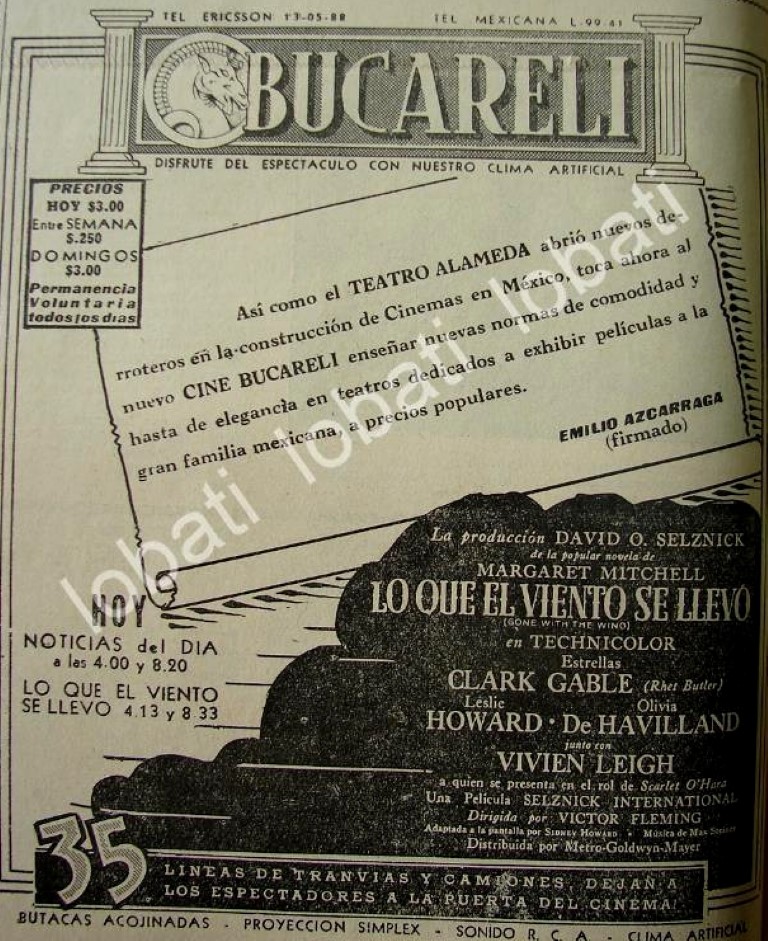 TEL ERICSSON 13-05-88 TEL MEXICANA L-99-41
BUCARELI
DISFRUTE DEL ESPECTACULO CON NUESTRO CLIMA ARTIFICIAL
PRECIOS
HOY $3.00
Entre SEMANA
$.250
DOMINGOS
$3.00
Permanencia
Voluntaria
todos los dias
Así como el TEATRO ALAMEDA abrió nuevos de-
rroteros en la construcción de Cinemas en México, toca ahora al
nuevo CINE BUCARELI enseñar nuevas normas de comodidad y
hasta de elegancia en teatros dedicados a exhibir películas a la
gran familia mexicana, a precios populares.
EMILIO AZCARRAGA
(firmado)
lobati lobati lobati lobati
HOY
NOTICIAS del DIA
a las 4.00 y 8.20
LO QUE EL VIENTO
SE LLEVO 4.13 y 8.33
La producción DAVID O. SELZNICK
de la popular novela de
MARGARET MITCHELL
LO QUE EL VIENTO SE LLEVÓ
(GONE WITH THE WIND)
en TECHNICOLOR
Estrellas
CLARK GABLE (Rhet Butler)
Leslie Olivia
HOWARD · De HAVILLAND
junto con
VIVIEN LEIGH
a quien se presenta en el rol de Scarlet O'Hara
Una Película SELZNICK INTERNATIONAL
Dirigida por VICTOR FLEMING
Adaptada a la pantalla por SIDNEY HOWARD • Música de Max
Distribuida por Metro-Goldwyn-Mayer
35
LINEAS DE TRANVIAS Y CAMIONES, DEJAN A
LOS ESPECTADORES A LA PUERTA DEL CINEMA!
BUTACAS ACOJINADAS - PROYECCION SIMPLEX - SONIDO R. C. A. - CLIMA ARTIFICIAL